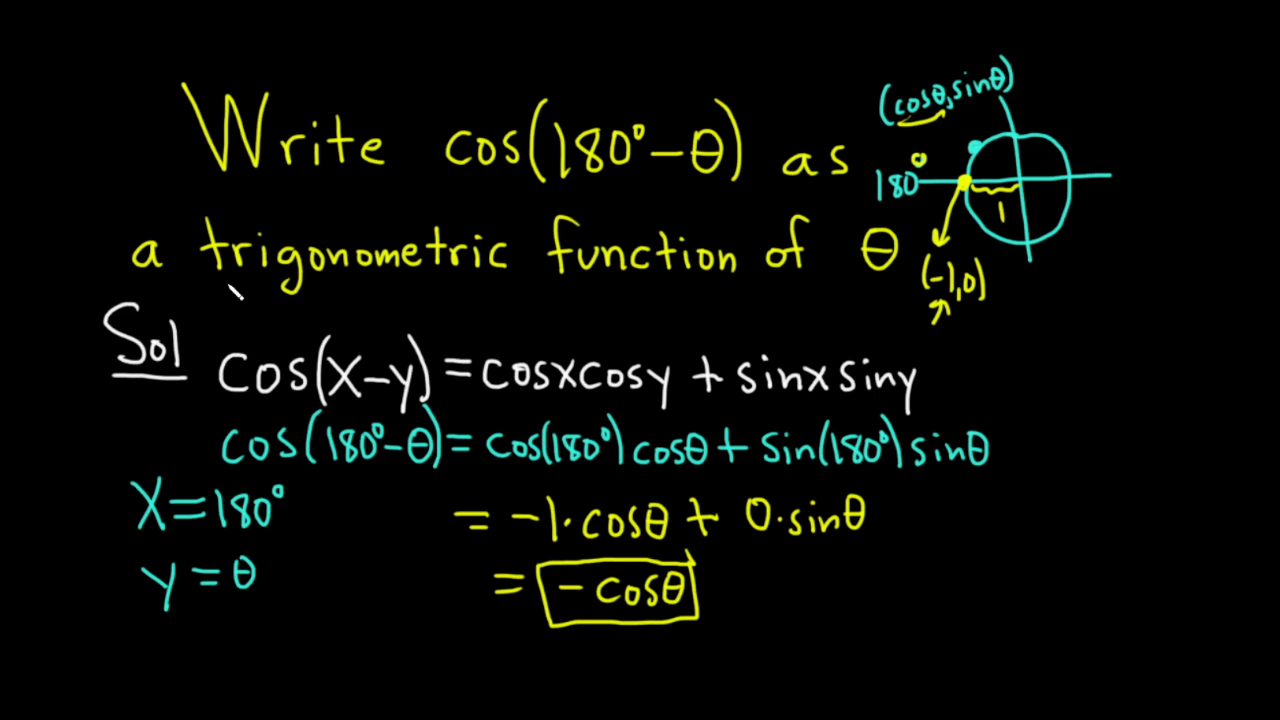 Write cos(180°-θ) as
a trigonometric function of θ
(cosθ,sinθ)
180°
1
(-1,0)
Sol
cos(x-y)=cosxcosy + sinxsiny
cos(180°-θ)=cos(180°)cosθ+sin(180°)sinθ
x=180°
= -1·cosθ+ 0·sinθ
y=θ
= -cosθ